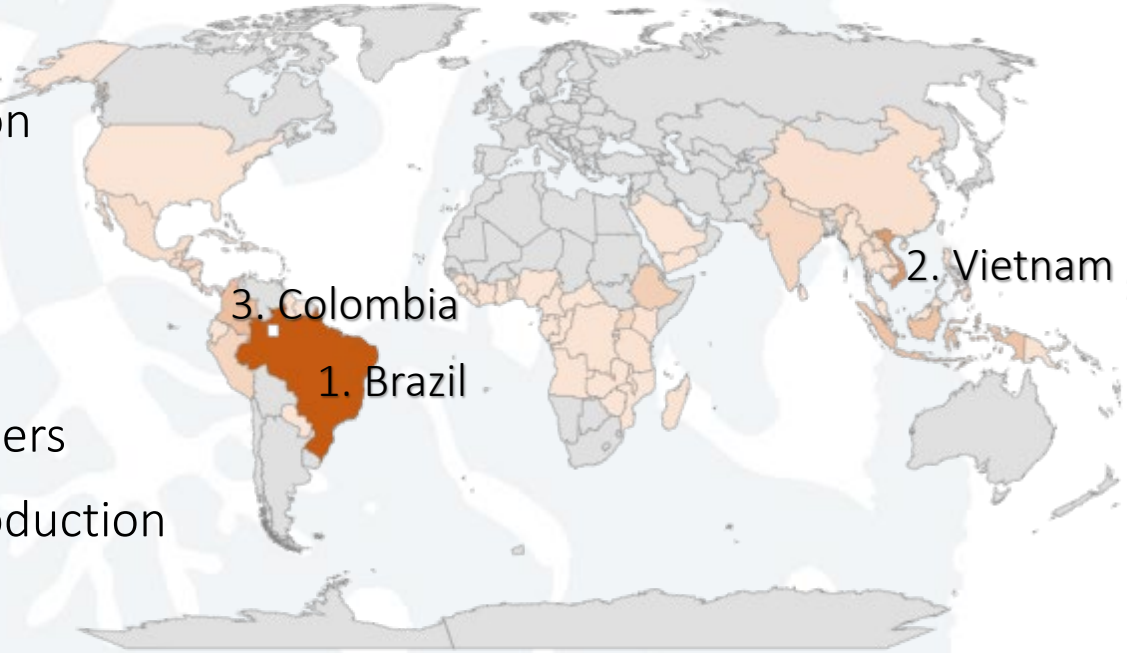 on
2. Vietnam
3. Colombia
1. Brazil
ers
oduction